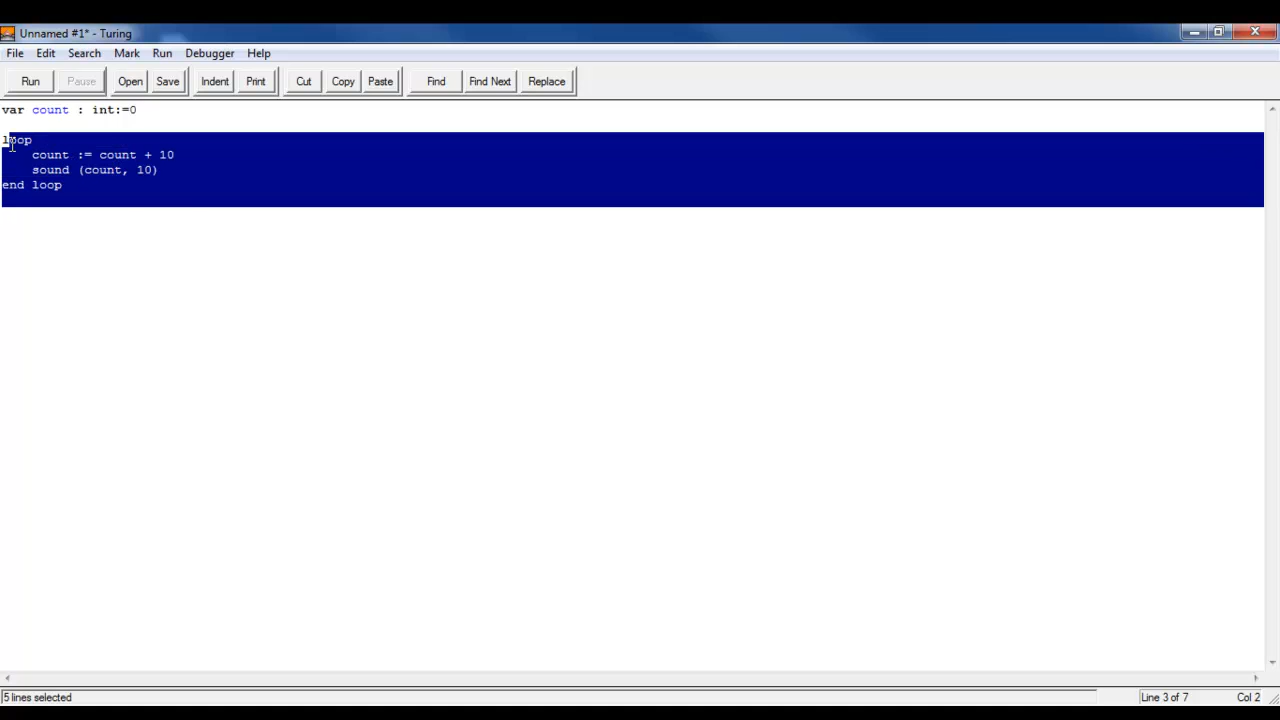 Unnamed #1* - Turing
File Edit Search Mark Run Debugger Help
Run Pause Open Save Indent Print Cut Copy Paste Find Find Next Replace
var count : int:=0
loop
count := count + 10
sound (count, 10)
end loop
5 lines selected Line 3 of 7 Col 2